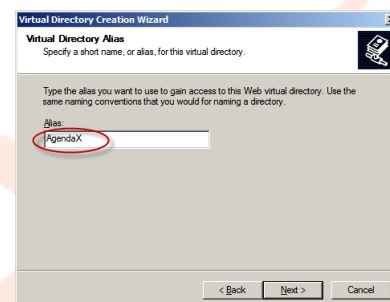 Virtual Directory Creation Wizard
Virtual Directory Alias
Specify a short name, or alias, for this virtual directory.
Type the alias you want to use to gain access to this Web virtual directory. Use the
same naming conventions that you would for naming a directory.
Alias:
AgendaX
< Back Next > Cancel